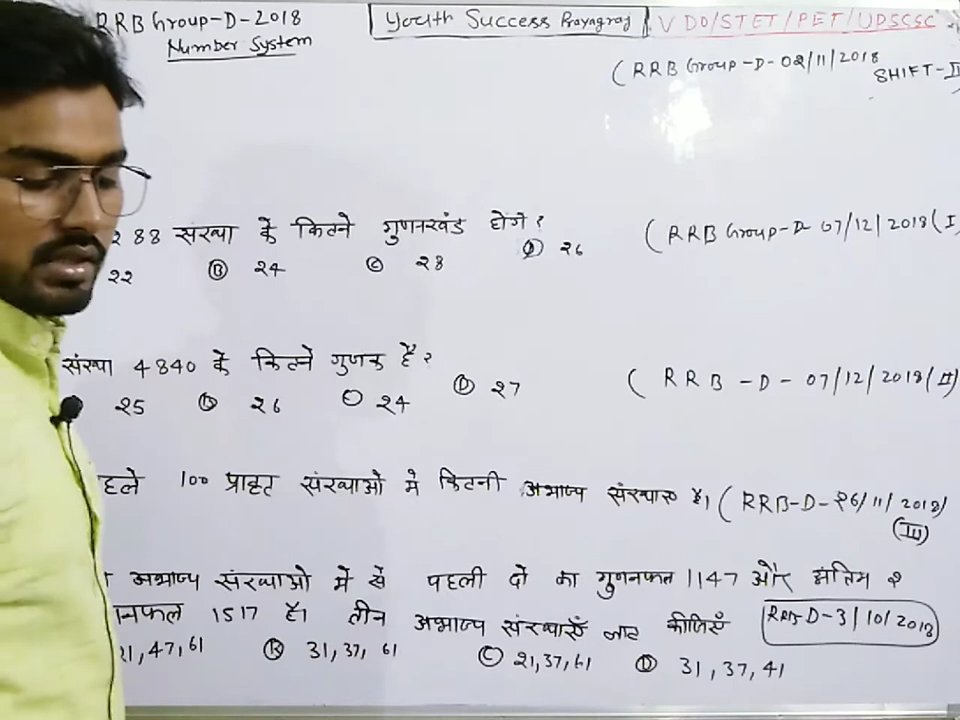 RRB Group-D-2018
Youth Success Prayagraj
VDO/STET/PET/UPSSSC
Number System
(RRB Group-D-02/11/2018
SHIFT-II
288 संख्या के कितने गुणनखंड होंगे? (RRB Group-D 07/12/2018(I
22 (B) 24 (C) 28 (D) 26
संख्या 4840 के कितने गुणक है? (RRB-D-07/12/2018(II)
25 (B) 26 (C) 24 (D) 27
हले 100 प्राकृत संख्याओ मे कितनी अभाज्य संख्याए है। (RRB-D-26/11/2018)
(III)
अभाज्य संख्याओ में से पहली दो का गुणनफल 1147 और अंतिम २
नफल 1517 है। तीन अभाज्य संख्याएँ ज्ञात कीजिएँ RRB-D-3/10/2018
21, 47, 61 (B) 31, 37, 61 (C) 21, 37, 61 (D) 31, 37, 41